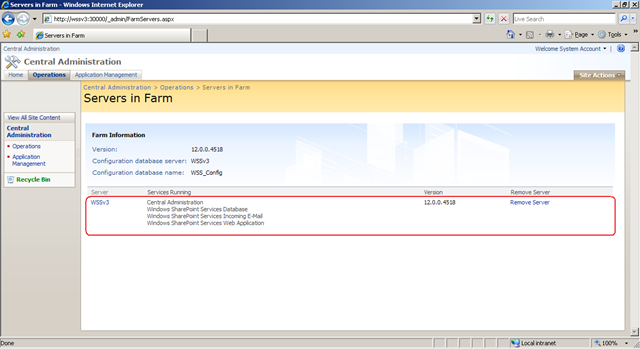 Servers in Farm - Windows Internet Explorer
http://wssv3:30000/_admin/FarmServers.aspx
Live Search
Servers in Farm
Page
Tools
Central Administration
Welcome System Account
Central Administration
Home
Operations
Application Management
Site Actions
Central Administration > Operations > Servers in Farm
Servers in Farm
View All Site Content
Central
Administration
Operations
Application
Management
Recycle Bin
Farm Information
Version: 12.0.0.4518
Configuration database server: WSSv3
Configuration database name: WSS_Config
Server Services Running Version Remove Server
WSSv3 Central Administration 12.0.0.4518 Remove Server
Windows SharePoint Services Database
Windows SharePoint Services Incoming E-Mail
Windows SharePoint Services Web Application
Done
Local intranet
100%